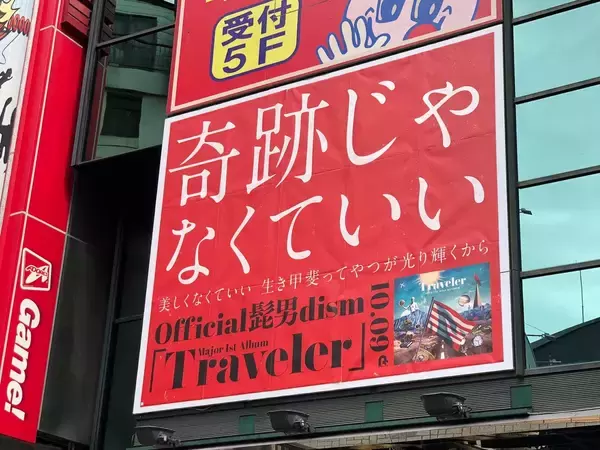 受付
5F
奇跡じゃ
なくていい
美しくなくていい 生き甲斐ってやつが光り輝くから
Official髭男dism
Major 1st Album
「Traveler」
10.09
Traveler
Game!